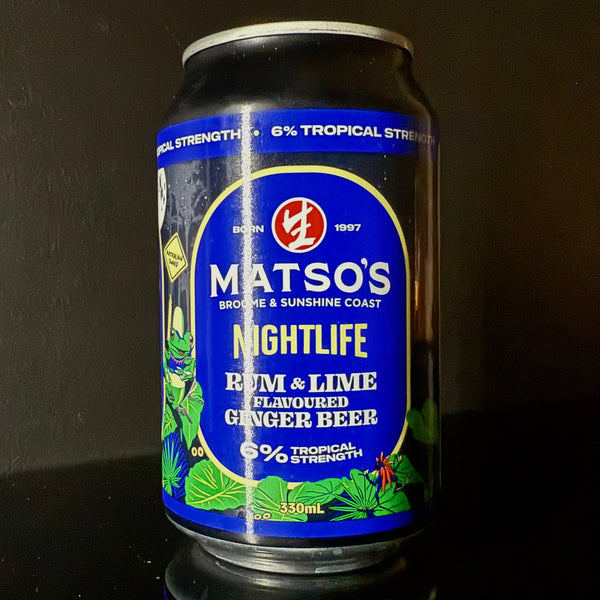 PICAL STRENGTH • 6% TROPICAL STRENGTH
生
BORN 1997
MATSO'S
BROOME & SUNSHINE COAST
NIGHTLIFE
RUM & LIME
FLAVOURED
GINGER BEER
6% TROPICAL
STRENGTH
330mL